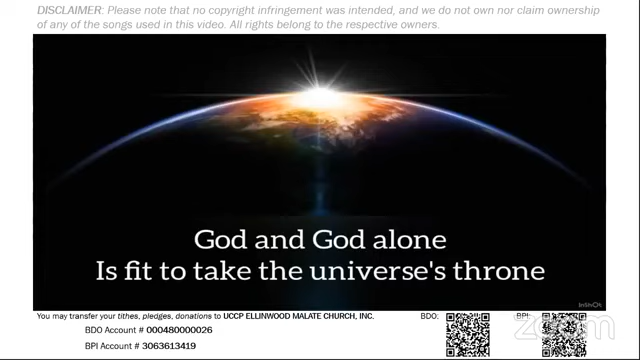 DISCLAIMER: Please note that no copyright infringement was intended, and we do not own nor claim ownership
of any of the songs used in this video. All rights belong to the respective owners.
God and God alone
Is fit to take the universe's throne
InShOt
You may transfer your tithes, pledges, donations to UCCP ELLINWOOD MALATE CHURCH, INC.
BDO:
BPI:
BDO Account # 000480000026
BPI Account # 3063613419
zoom